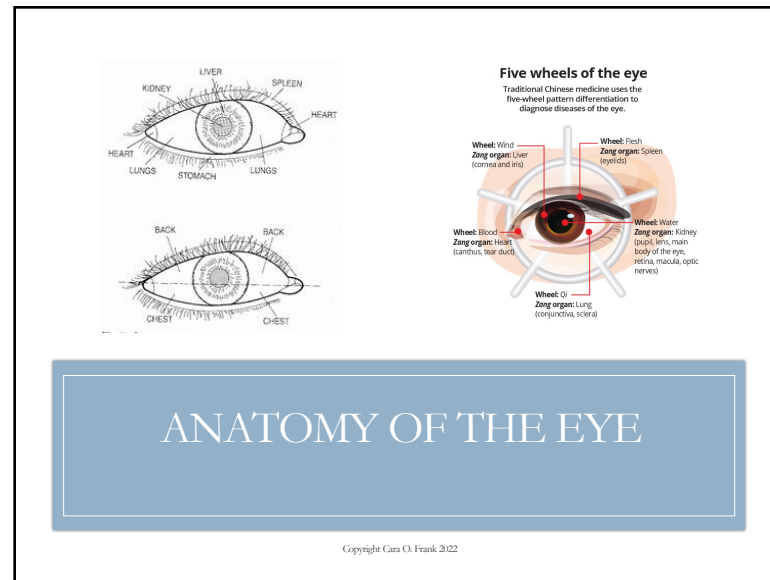 LIVER
KIDNEY
SPLEEN
HEART
HEART
LUNGS
STOMACH
LUNGS
BACK
BACK
CHEST
CHEST
Five wheels of the eye
Traditional Chinese medicine uses the
five-wheel pattern differentiation to
diagnose diseases of the eye.
Wheel: Wind
Zang organ: Liver
(cornea and iris)
Wheel: Flesh
Zang organ: Spleen
(eyelids)
Wheel: Blood
Zang organ: Heart
(canthus, tear duct)
Wheel: Water
Zang organ: Kidney
(pupil, lens, main
body of the eye,
retina, macula, optic
nerves)
Wheel: Qi
Zang organ: Lung
(conjunctiva, sclera)
ANATOMY OF THE EYE
Copyright Cara O. Frank 2022